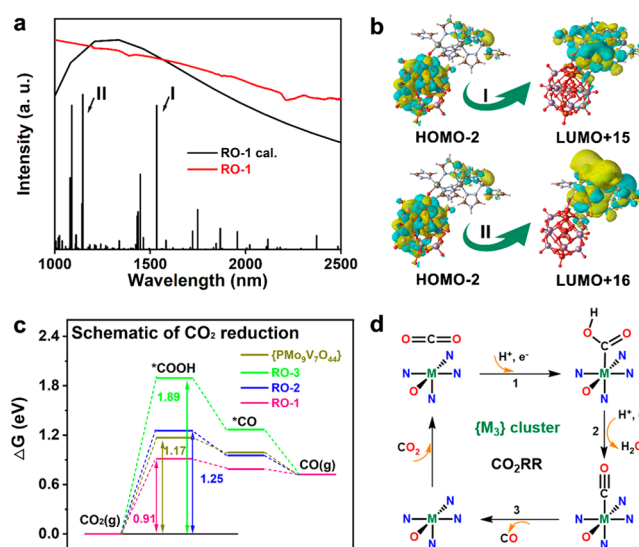 a
Intensity (a. u.)
II
I
RO-1 cal.
RO-1
1000 1500 2000 2500
Wavelength (nm)
b
I
HOMO-2 LUMO+15
II
HOMO-2 LUMO+16
c
Schematic of CO₂ reduction
ΔG (eV)
2.4
1.8
1.2
0.6
0.0
*COOH
{PMo₉V₇O₄₄}
RO-3
RO-2
RO-1
1.89
*CO
1.17
CO(g)
CO₂(g)
0.91
1.25
d
O=C=O
N N
M
O N N
H⁺, e⁻
1
H
O O
C
N N
M
O N N
{M₃} cluster
CO₂RR
2
H⁺,
H₂O
CO₂
O
C
N N
M
O N N
3
CO
N N
M
O N N